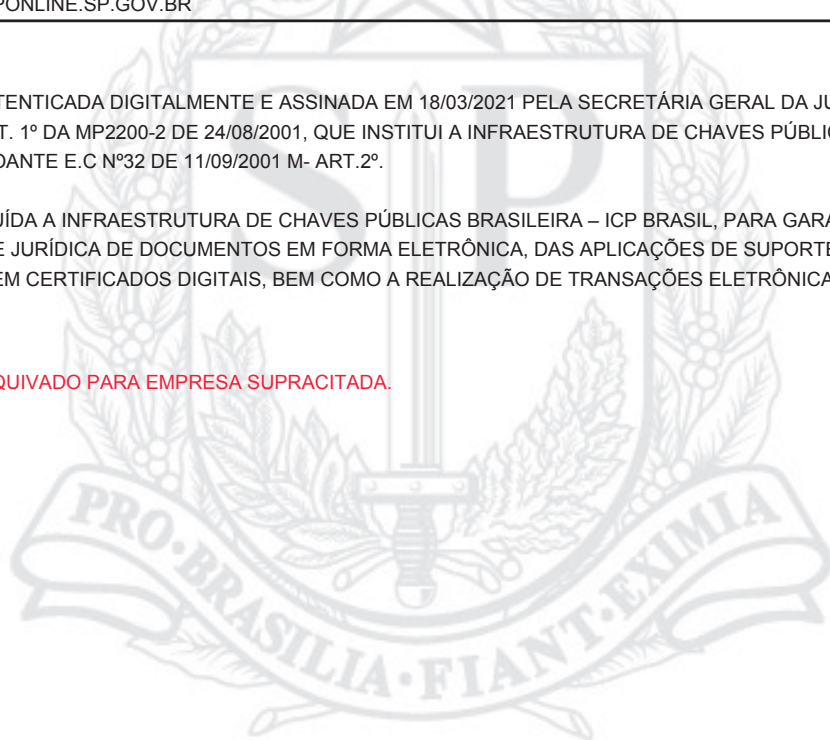 PONLINE.SP.GOV.BR
TENTICADA DIGITALMENTE E ASSINADA EM 18/03/2021 PELA SECRETÁRIA GERAL DA JU
T. 1º DA MP2200-2 DE 24/08/2001, QUE INSTITUI A INFRAESTRUTURA DE CHAVES PÚBLIC
DANTE E.C Nº32 DE 11/09/2001 M- ART.2º.
UÍDA A INFRAESTRUTURA DE CHAVES PÚBLICAS BRASILEIRA – ICP BRASIL, PARA GARA
E JURÍDICA DE DOCUMENTOS EM FORMA ELETRÔNICA, DAS APLICAÇÕES DE SUPORTE
EM CERTIFICADOS DIGITAIS, BEM COMO A REALIZAÇÃO DE TRANSAÇÕES ELETRÔNICA
QUIVADO PARA EMPRESA SUPRACITADA.
SP
PRO·BRASILIA·FIANT·EXIMIA